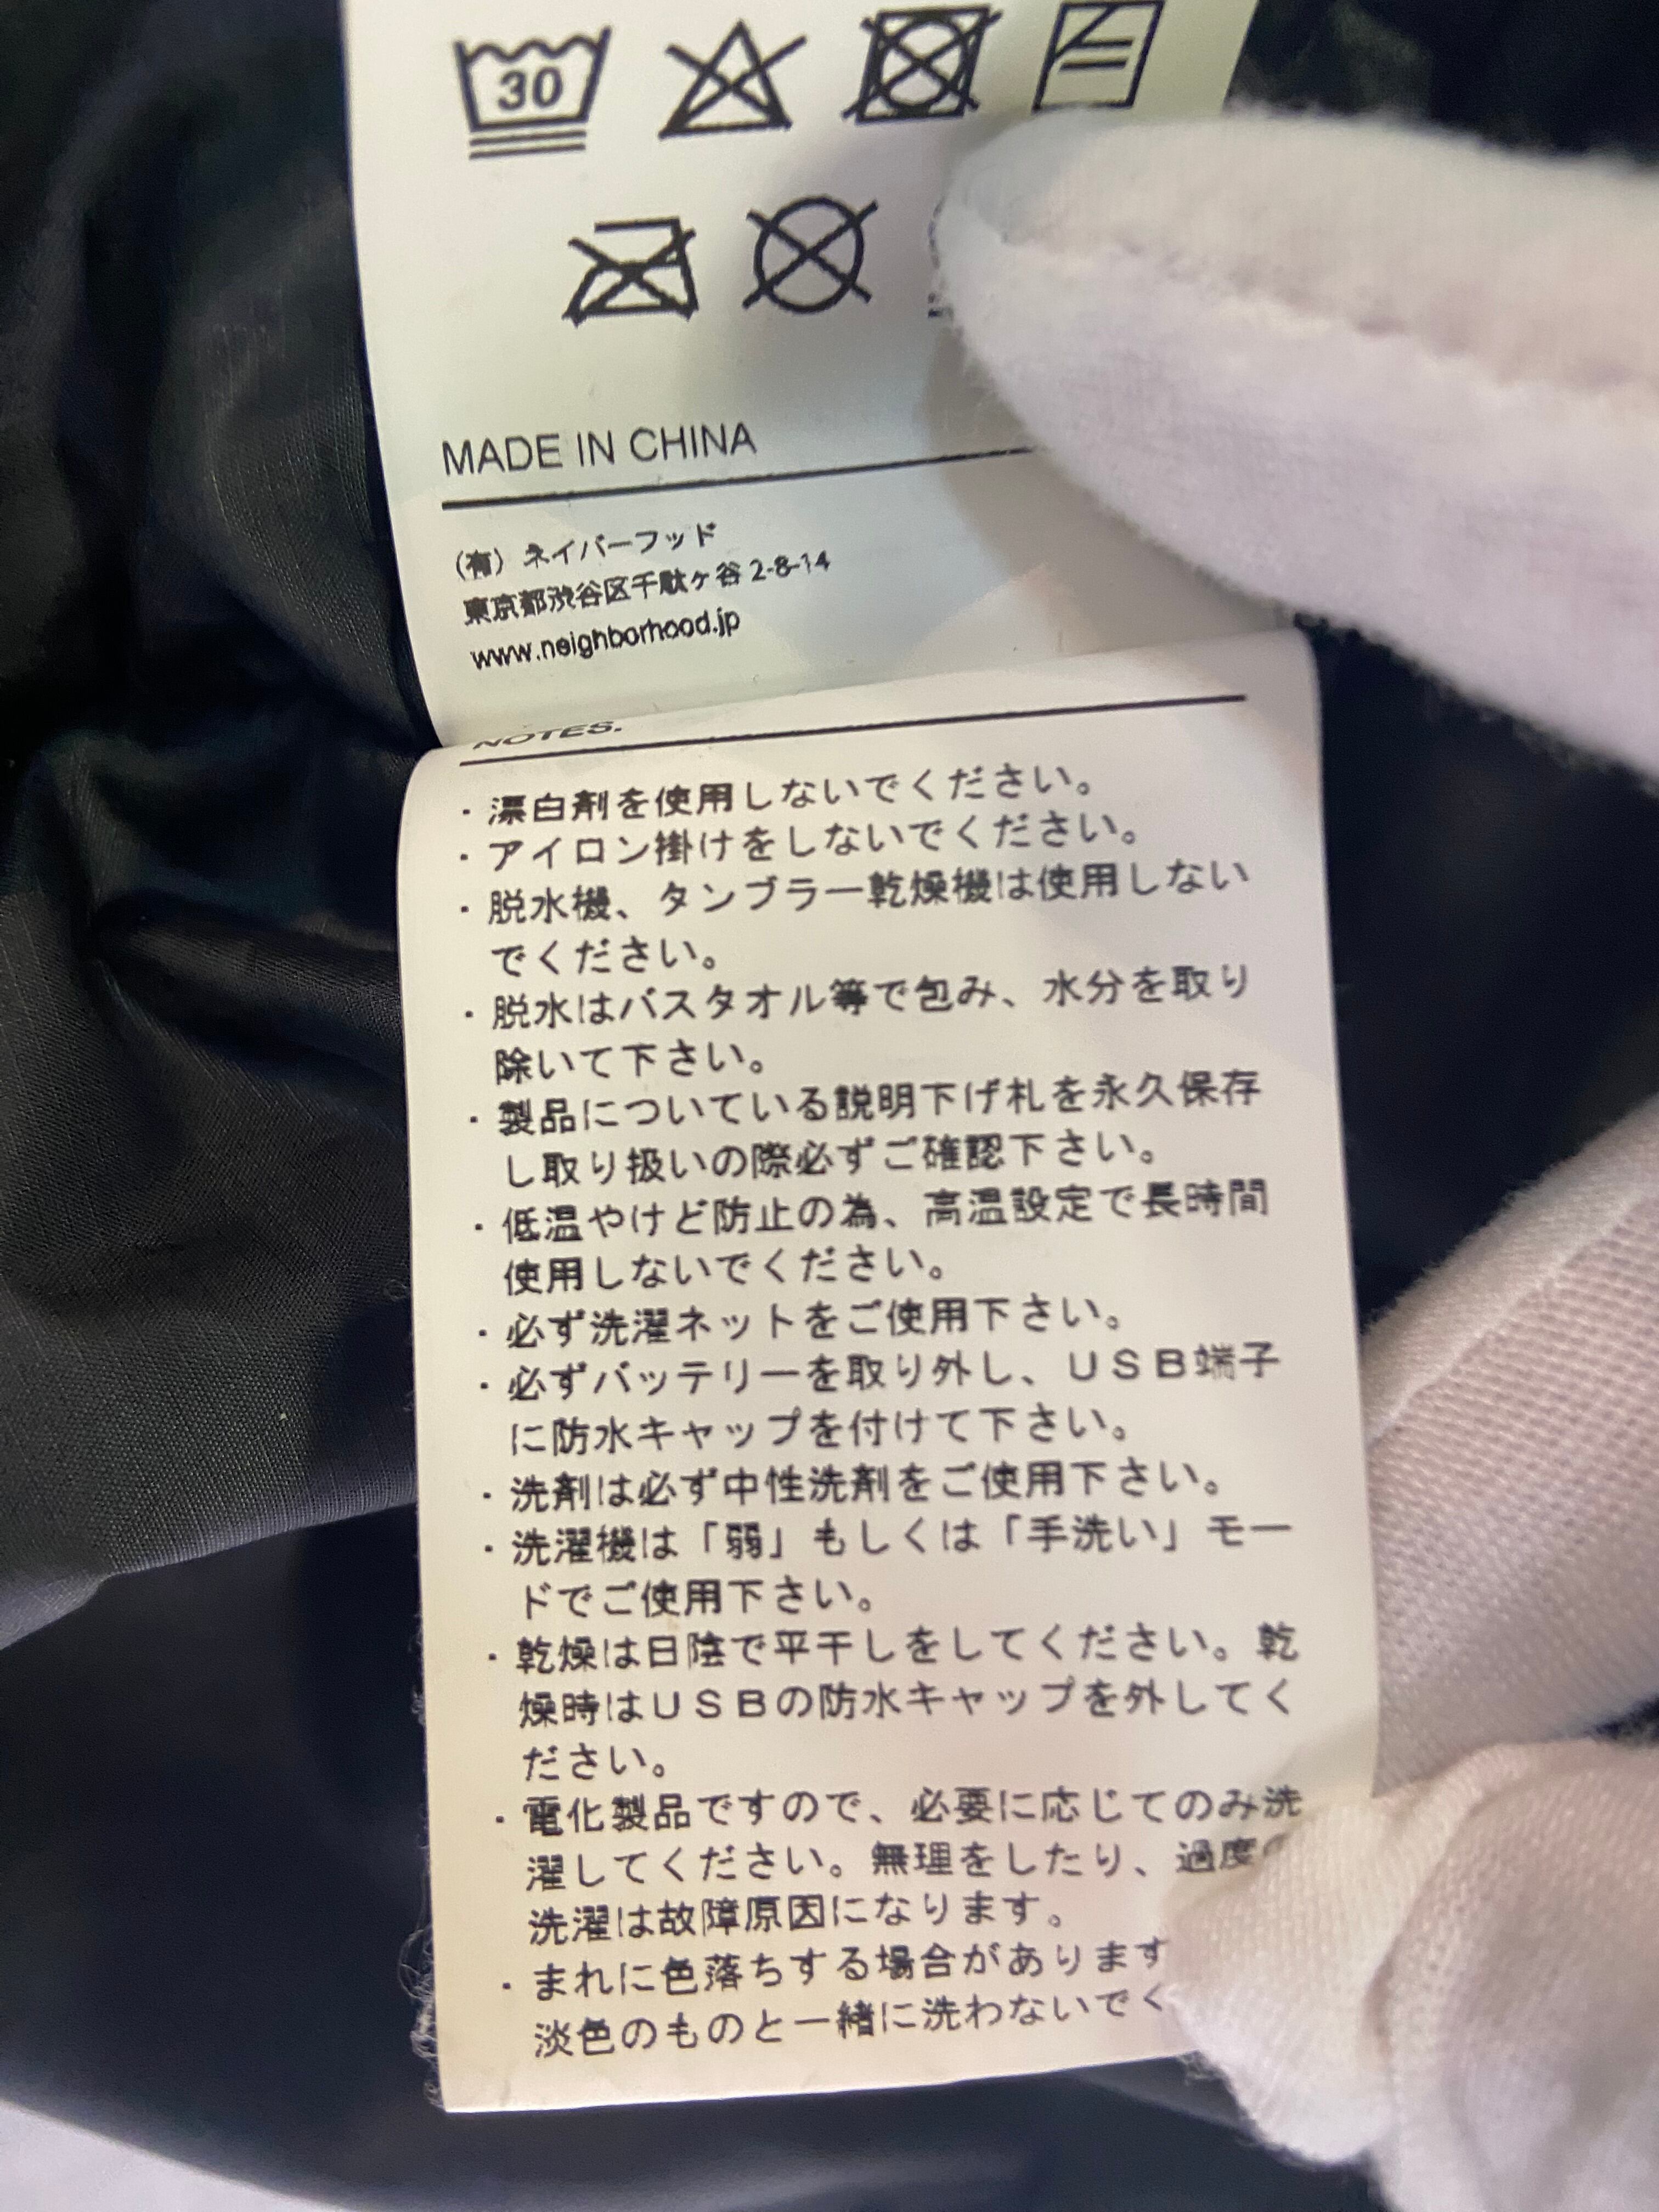 30
MADE IN CHINA
（有）ネイバーフッド
東京都渋谷区千駄ヶ谷 2-8-14
www.neighborhood.jp
NOTES.
・漂白剤を使用しないでください。
・アイロン掛けをしないでください。
・脱水機、タンブラー乾燥機は使用しない
でください。
・脱水はバスタオル等で包み、水分を取り
除いて下さい。
・製品についている説明下げ札を永久保存
し取り扱いの際必ずご確認下さい。
・低温やけど防止の為、高温設定で長時間
使用しないでください。
・必ず洗濯ネットをご使用下さい。
・必ずバッテリーを取り外し、ＵＳＢ端子
に防水キャップを付けて下さい。
・洗剤は必ず中性洗剤をご使用下さい。
・洗濯機は「弱」もしくは「手洗い」モー
ドでご使用下さい。
・乾燥は日陰で平干しをしてください。乾
燥時はＵＳＢの防水キャップを外してく
ださい。
・電化製品ですので、必要に応じてのみ洗
濯してください。無理をしたり、過度
洗濯は故障原因になります。
・まれに色落ちする場合があります
淡色のものと一緒に洗わないでく